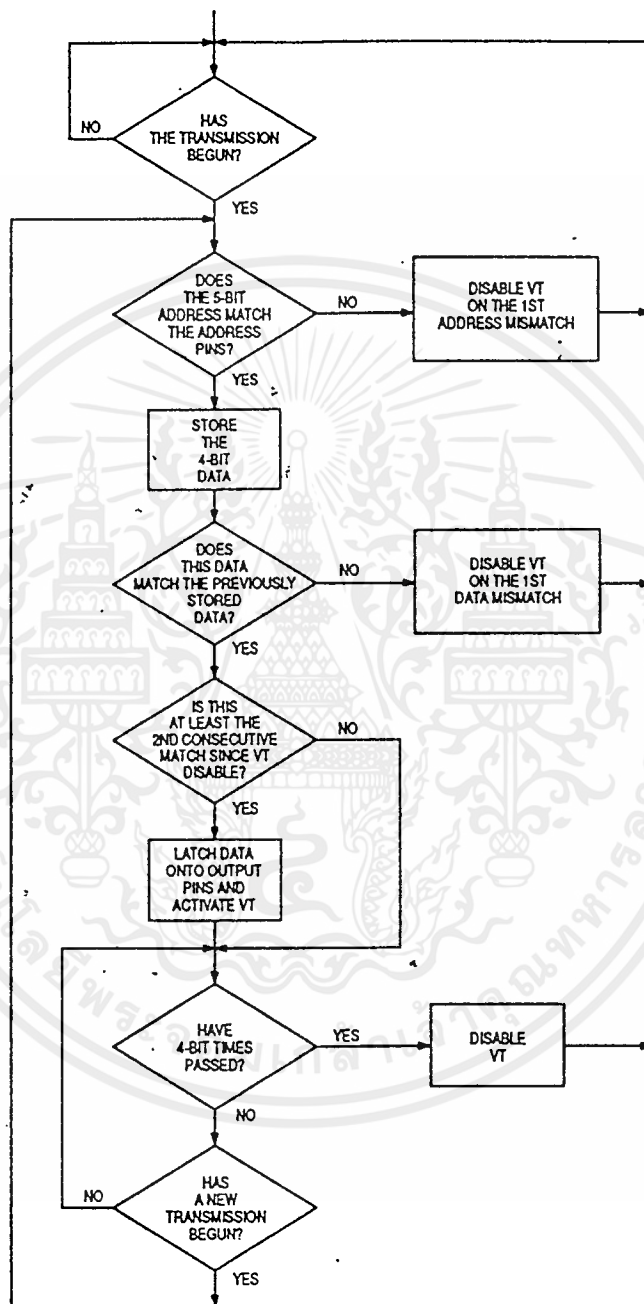 HAS
THE TRANSMISSION
BEGUN?
NO
YES
DOES
THE 5-BIT
ADDRESS MATCH
THE ADDRESS
PINS?
NO
DISABLE VT
ON THE 1ST
ADDRESS MISMATCH
YES
STORE
THE
4-BIT
DATA
DOES
THIS DATA
MATCH THE PREVIOUSLY
STORED
DATA?
NO
DISABLE VT
ON THE 1ST
DATA MISMATCH
YES
IS THIS
AT LEAST THE
2ND CONSECUTIVE
MATCH SINCE VT
DISABLE?
NO
YES
LATCH DATA
ONTO OUTPUT
PINS AND
ACTIVATE VT
HAVE
4-BIT TIMES
PASSED?
YES
DISABLE
VT
NO
HAS
A NEW
TRANSMISSION
BEGUN?
NO
YES